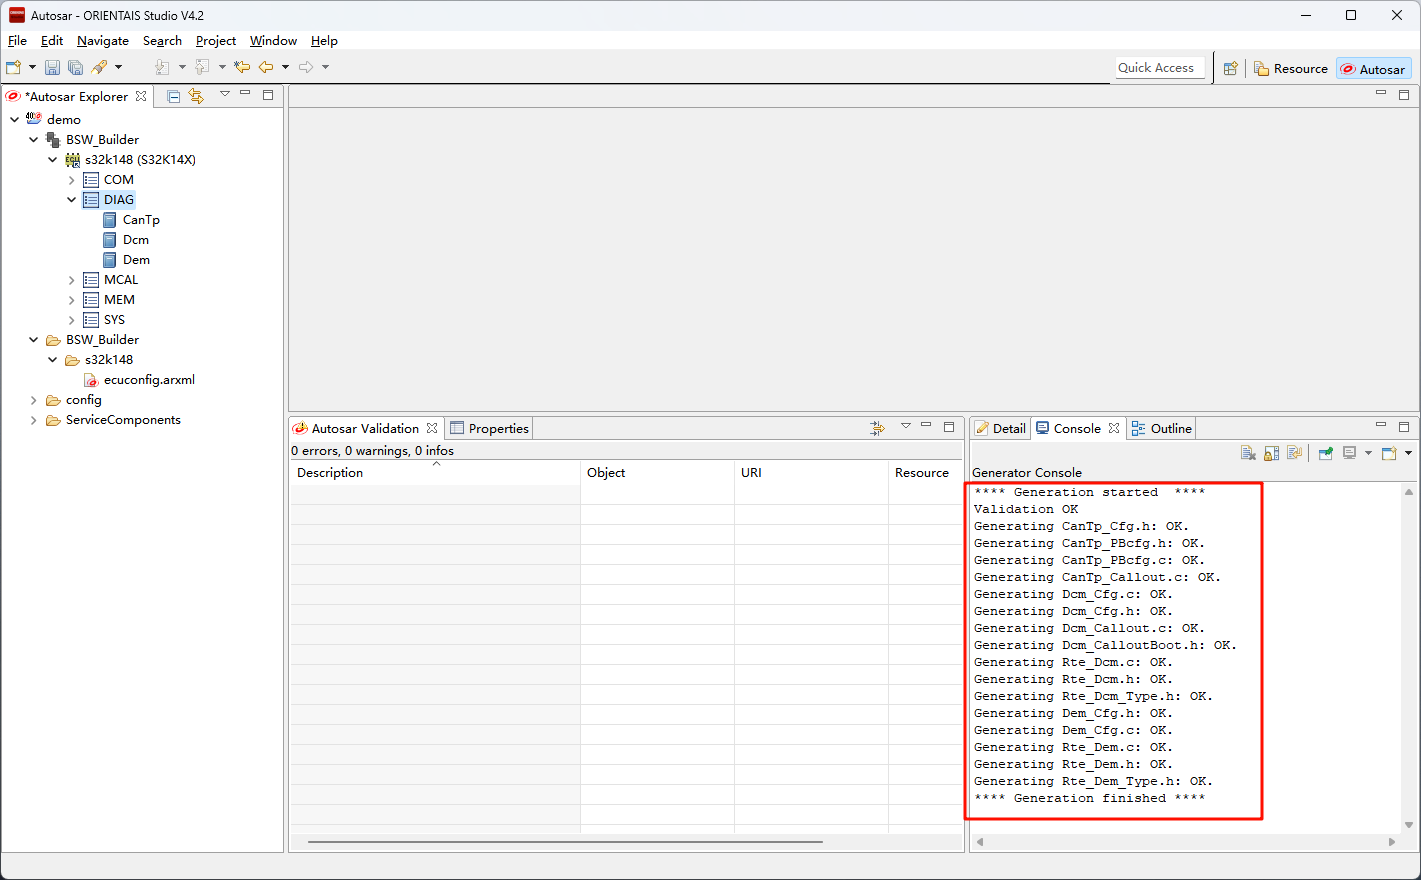 Autosar - ORIENTAIS Studio V4.2
File Edit Navigate Search Project Window Help
Quick Access
Resource
Autosar
*Autosar Explorer
demo
BSW_Builder
s32k148 (S32K14X)
COM
DIAG
CanTp
Dcm
Dem
MCAL
MEM
SYS
BSW_Builder
s32k148
ecuconfig.arxml
config
ServiceComponents
Autosar Validation
Properties
0 errors, 0 warnings, 0 infos
Description Object URI Resource
Detail Console Outline
Generator Console
**** Generation started  ****
Validation OK
Generating CanTp_Cfg.h: OK.
Generating CanTp_PBcfg.h: OK.
Generating CanTp_PBcfg.c: OK.
Generating CanTp_Callout.c: OK.
Generating Dcm_Cfg.c: OK.
Generating Dcm_Cfg.h: OK.
Generating Dcm_Callout.c: OK.
Generating Dcm_CalloutBoot.h: OK.
Generating Rte_Dcm.c: OK.
Generating Rte_Dcm.h: OK.
Generating Rte_Dcm_Type.h: OK.
Generating Dem_Cfg.h: OK.
Generating Dem_Cfg.c: OK.
Generating Rte_Dem.c: OK.
Generating Rte_Dem.h: OK.
Generating Rte_Dem_Type.h: OK.
**** Generation finished ****